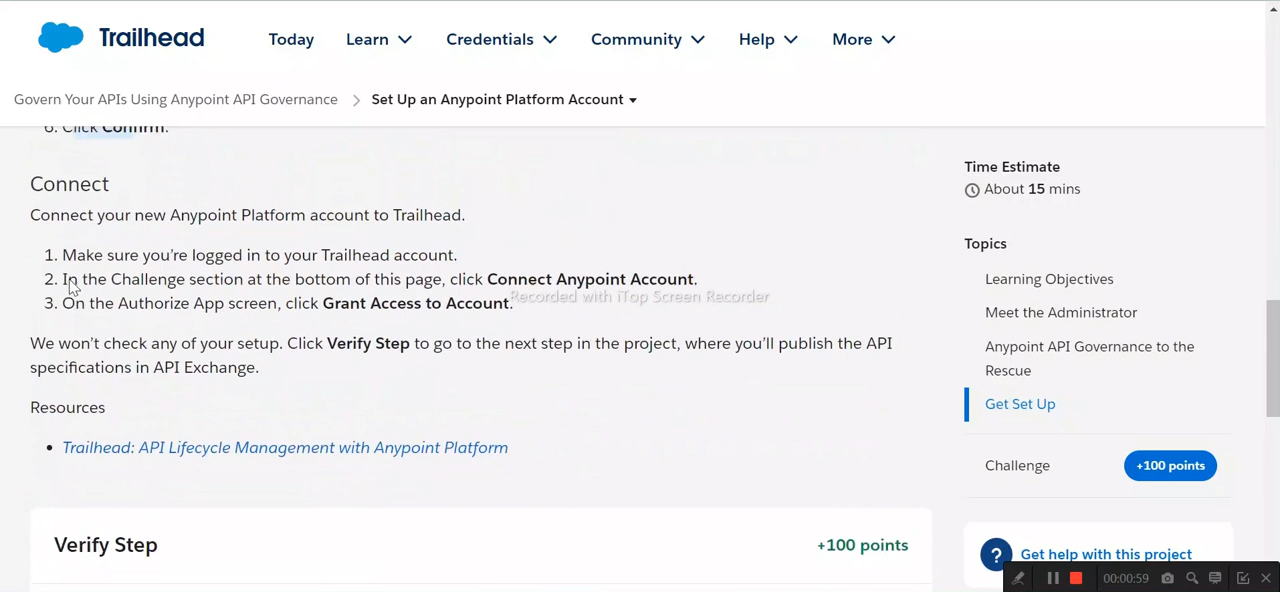 Trailhead
Today Learn Credentials Community Help More
Govern Your APIs Using Anypoint API Governance > Set Up an Anypoint Platform Account
6. Click Confirm.
Connect
Connect your new Anypoint Platform account to Trailhead.
1. Make sure you’re logged in to your Trailhead account.
2. In the Challenge section at the bottom of this page, click Connect Anypoint Account.
3. On the Authorize App screen, click Grant Access to Account.
Recorded with iTop Screen Recorder
We won’t check any of your setup. Click Verify Step to go to the next step in the project, where you’ll publish the API
specifications in API Exchange.
Resources
• Trailhead: API Lifecycle Management with Anypoint Platform
Verify Step +100 points
Time Estimate
About 15 mins
Topics
Learning Objectives
Meet the Administrator
Anypoint API Governance to the
Rescue
Get Set Up
Challenge +100 points
? Get help with this project
00:00:59